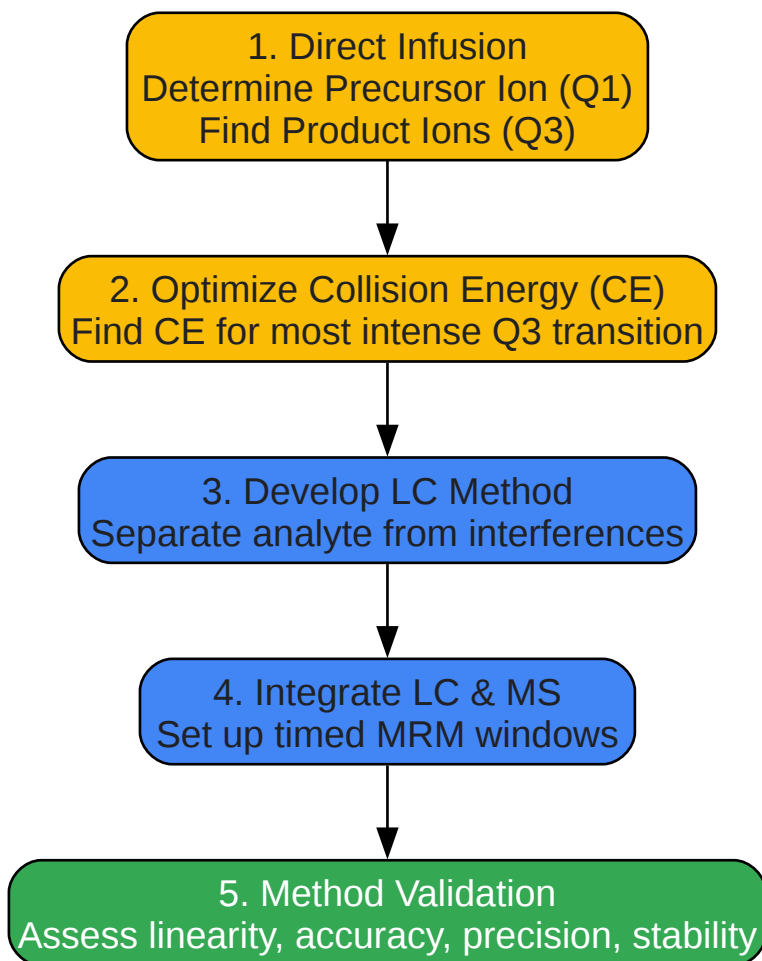 1. Direct Infusion
Determine Precursor Ion (Q1)
Find Product Ions (Q3)
2. Optimize Collision Energy (CE)
Find CE for most intense Q3 transition
3. Develop LC Method
Separate analyte from interferences
4. Integrate LC & MS
Set up timed MRM windows
5. Method Validation
Assess linearity, accuracy, precision, stability